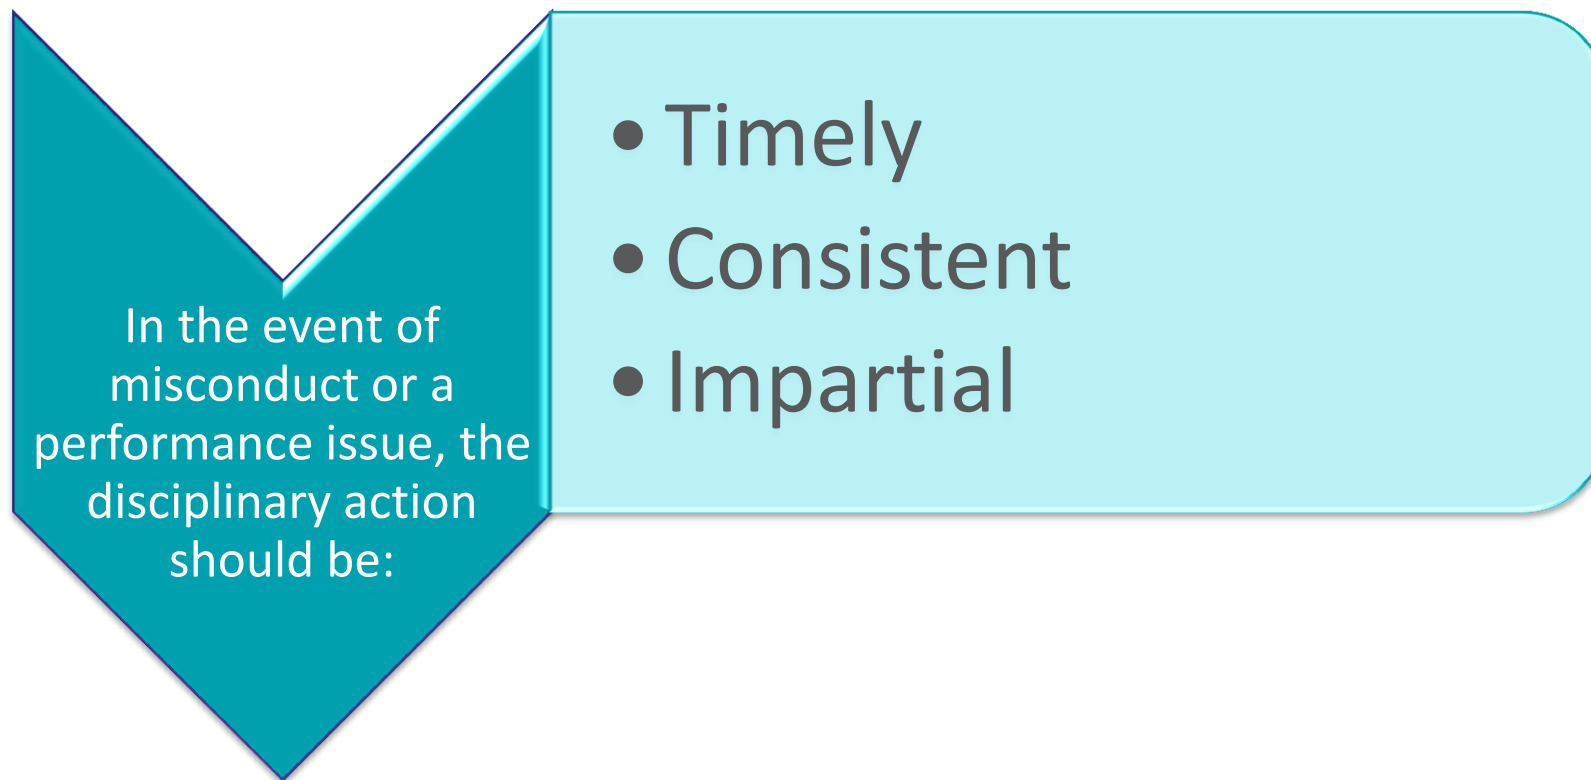 In the event of
misconduct or a
performance issue, the
disciplinary action
should be:
• Timely
• Consistent
• Impartial